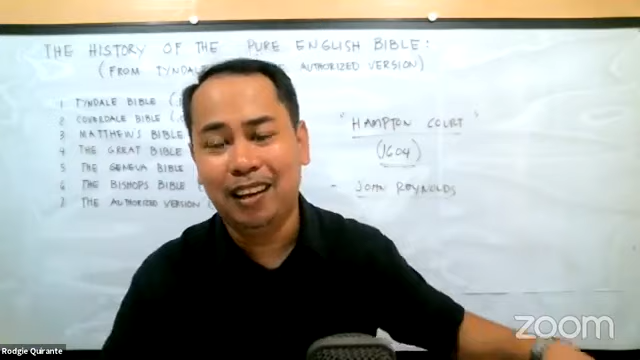 THE HISTORY OF THE PURE ENGLISH BIBLE:
(FROM TYNDALE AUTHORIZED VERSION)
1 TYNDALE BIBLE (
2 COVERDALE BIBLE (
3 MATTHEW'S BIBLE
4 THE GREAT BIBLE
5 THE GENEVA BIBLE
6 THE BISHOPS BIBLE
7 THE AUTHORIZED VERSION (
"HAMPTON COURT"
(1604)
- JOHN REYNOLDS
zoom
Rodgie Quirante